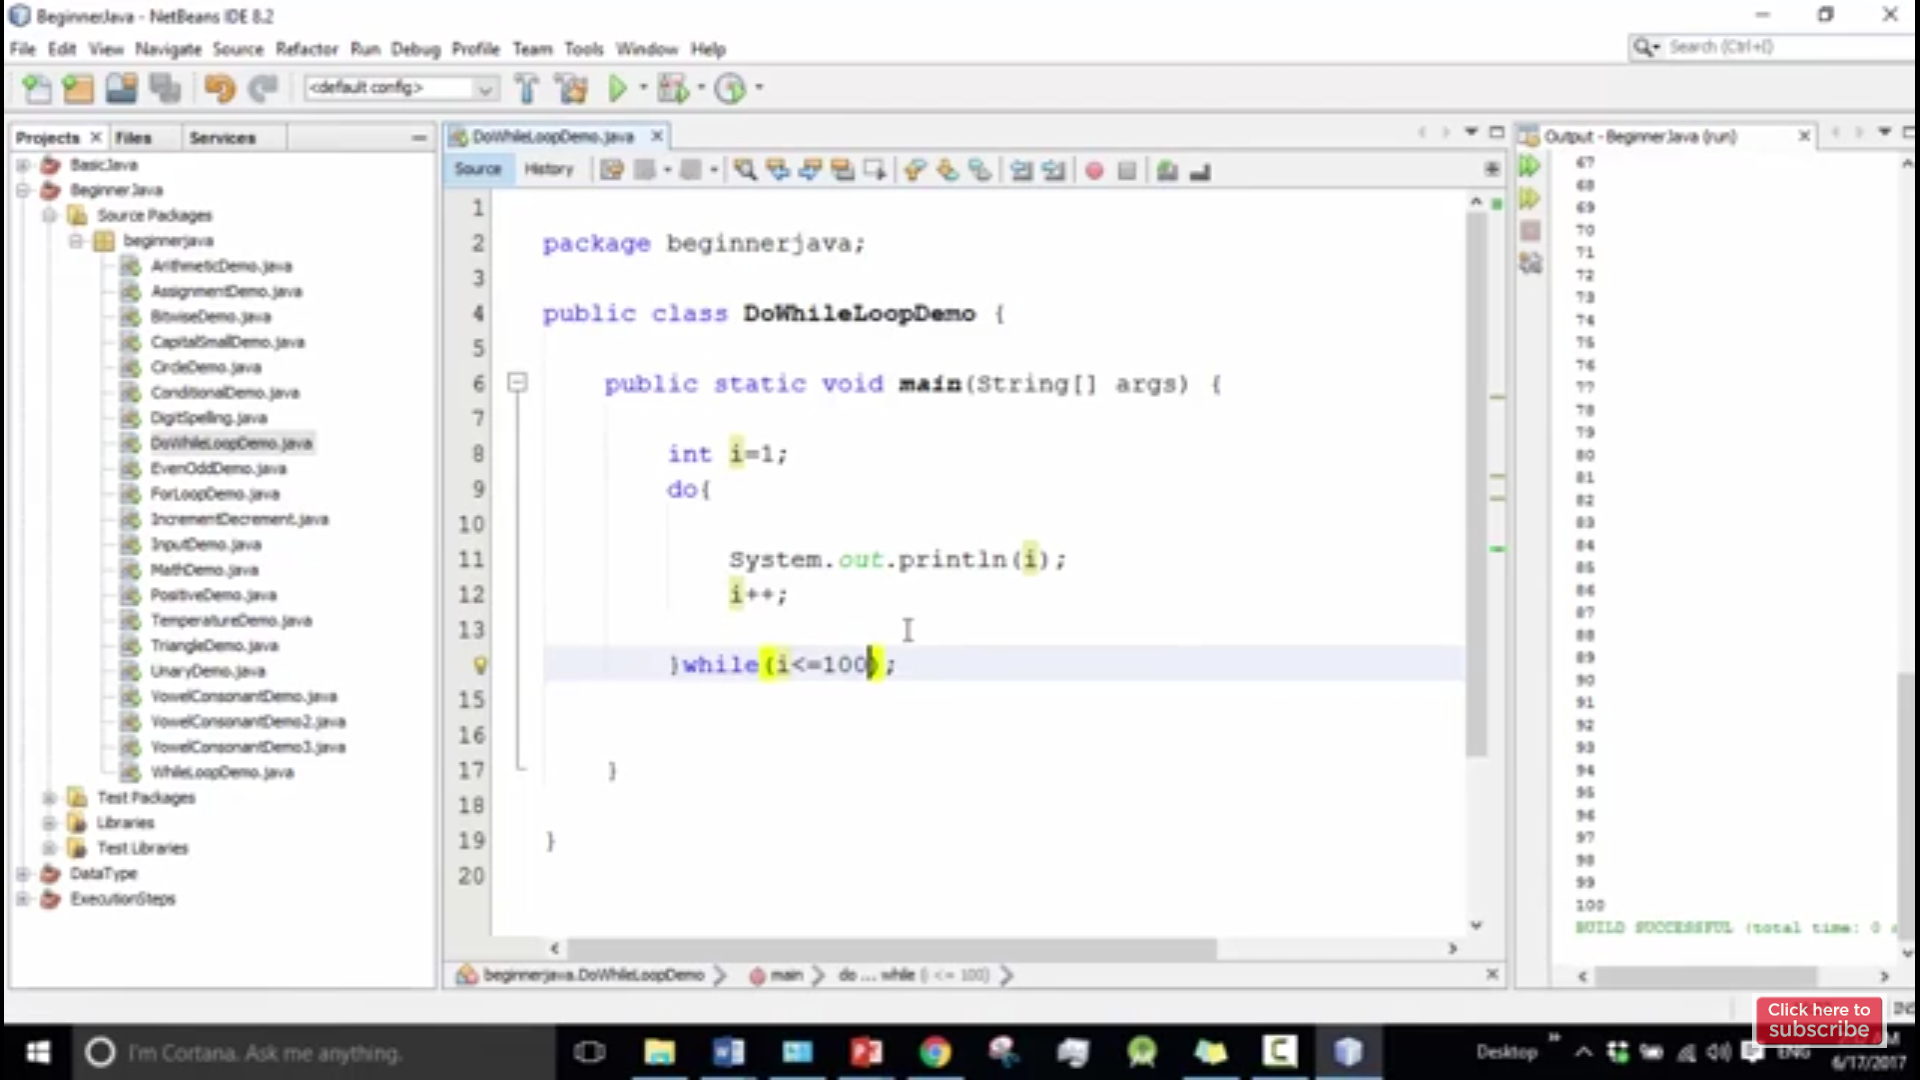 BeginnerJava - NetBeans IDE 8.2
File Edit View Navigate Source Refactor Run Debug Profile Team Tools Window Help
Search (Ctrl+I)
<default config>
Projects Files Services
BasicJava
BeginnerJava
Source Packages
beginnerjava
ArithmeticDemo.java
AssignmentDemo.java
BitwiseDemo.java
CapitalSmallDemo.java
CircleDemo.java
ConditionalDemo.java
DigitSpelling.java
DoWhileLoopDemo.java
EvenOddDemo.java
ForLoopDemo.java
IncrementDecrement.java
InputDemo.java
MathDemo.java
PositiveDemo.java
TemperatureDemo.java
TriangleDemo.java
UnaryDemo.java
VowelConsonantDemo.java
VowelConsonantDemo2.java
VowelConsonantDemo3.java
WhileLoopDemo.java
Test Packages
Libraries
Test Libraries
DataType
ExecutionSteps
DoWhileLoopDemo.java
Source History
1
2 package beginnerjava;
3
4 public class DoWhileLoopDemo {
5
6 public static void main(String[] args) {
7
8 int i=1;
9 do{
10
11 System.out.println(i);
12 i++;
13
}while(i<=100);
15
16
17 }
18
19 }
20
beginnerjava.DoWhileLoopDemo main do ... while (i <= 100)
Output - BeginnerJava (run)
67
68
69
70
71
72
73
74
75
76
77
78
79
80
81
82
83
84
85
86
87
88
89
90
91
92
93
94
95
96
97
98
99
100
BUILD SUCCESSFUL (total time: 0
Click here to
subscribe
I'm Cortana. Ask me anything.
Desktop
ENG
6/17/2017